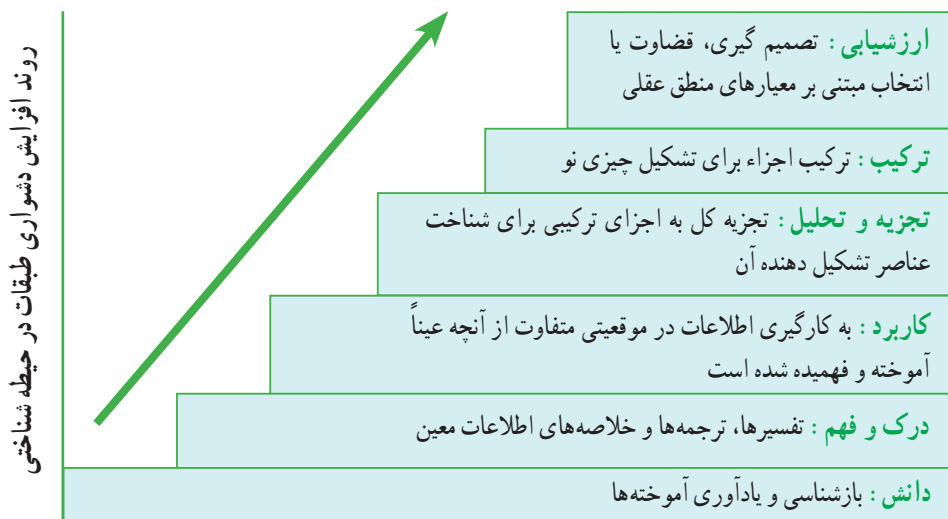 روند افزایش دشواری طبقات در حیطه شناختی
ارزشیابی : تصمیم گیری، قضاوت یا
انتخاب مبتنی بر معیارهای منطق عقلی
ترکیب : ترکیب اجزاء برای تشکیل چیزی نو
تجزیه و تحلیل : تجزیه کل به اجزای ترکیبی برای شناخت
عناصر تشکیل دهنده آن
کاربرد : به کارگیری اطلاعات در موقعیتی متفاوت از آنچه عیناً
آموخته و فهمیده شده است
درک و فهم : تفسیرها، ترجمه‌ها و خلاصه‌های اطلاعات معین
دانش : بازشناسی و یادآوری آموخته‌ها